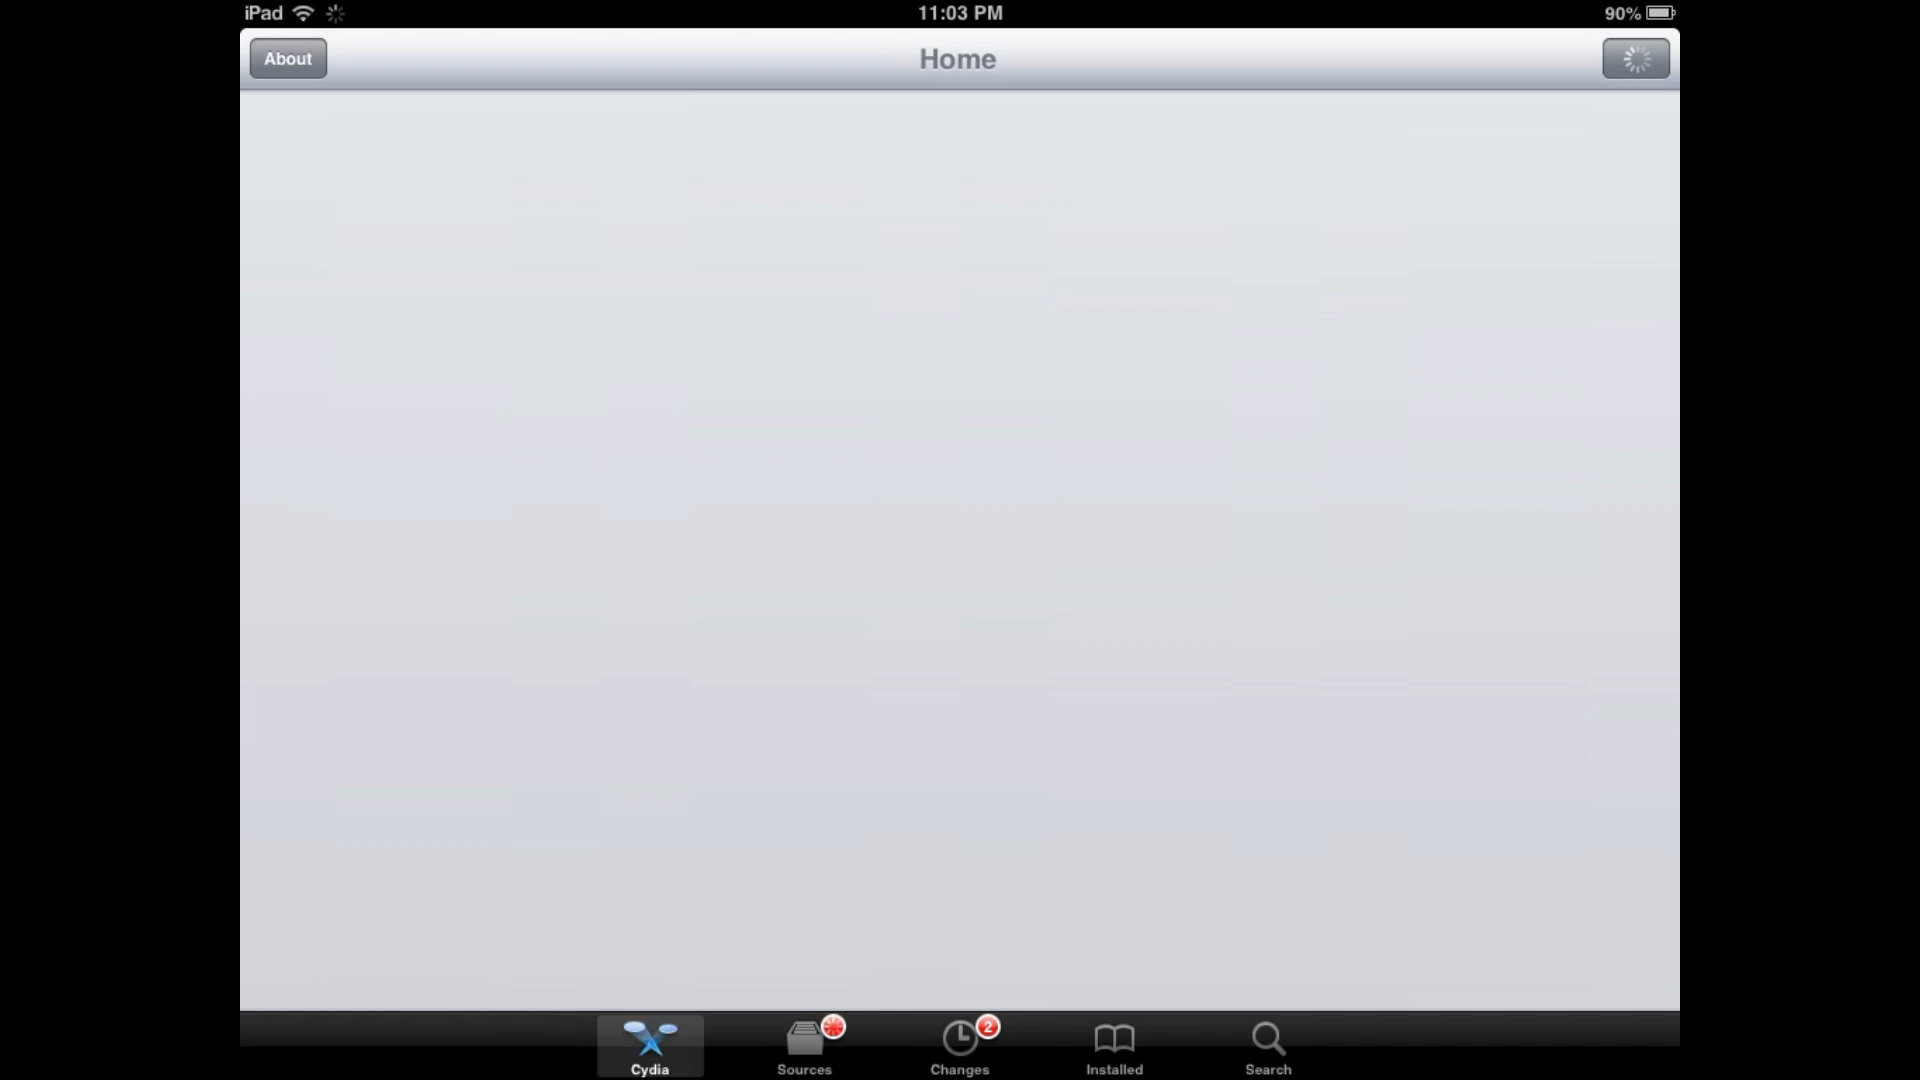 iPad 11:03 PM 90%
About Home
2
Cydia Sources Changes Installed Search